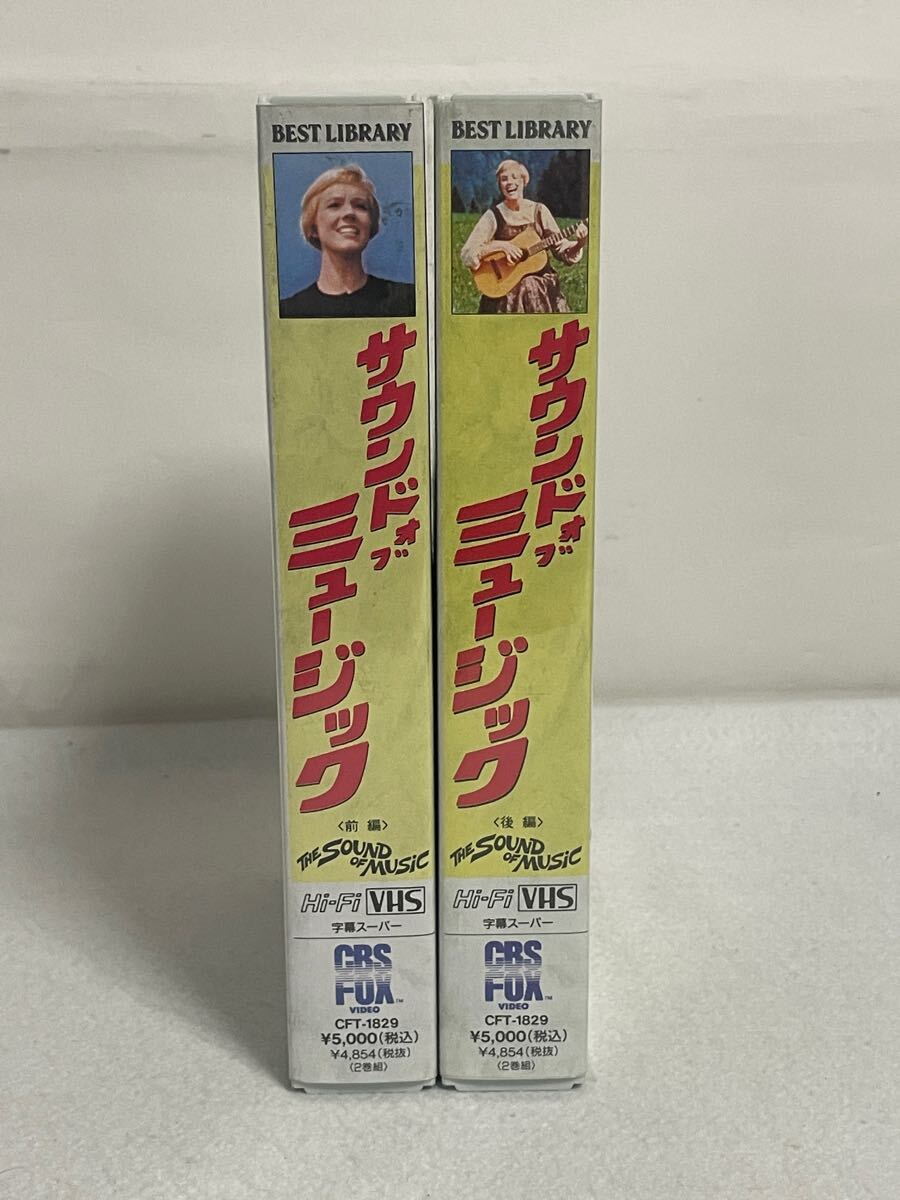 BEST LIBRARY
サウンド
オブ
ミュージック
〈前編〉
THE SOUND OF MUSIC
Hi-Fi VHS
字幕スーパー
CBS
FOX™
VIDEO
CFT-1829
¥5,000(税込)
¥4,854(税抜)
〈2巻組〉
BEST LIBRARY
サウンド
オブ
ミュージック
〈後編〉
THE SOUND OF MUSIC
Hi-Fi VHS
字幕スーパー
CBS
FOX™
VIDEO
CFT-1829
¥5,000(税込)
¥4,854(税抜)
〈2巻組〉